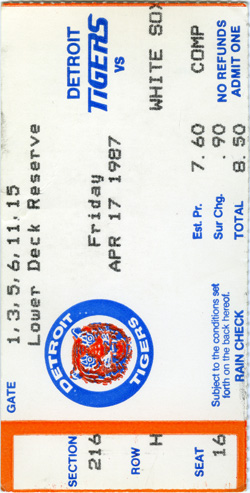 DETROIT
TIGERS
VS
WHITE SOX
COMP
NO REFUNDS
ADMIT ONE
Friday
APR 17 1987
Est. Pr. 7.60
Sur Chg. .90
TOTAL 8.50
GATE 1,3,5,6,11,15
Lower Deck Reserve
DETROIT TIGERS
Subject to the conditions set
forth on the back hereof.
RAIN CHECK
SECTION 216
ROW H
SEAT 16